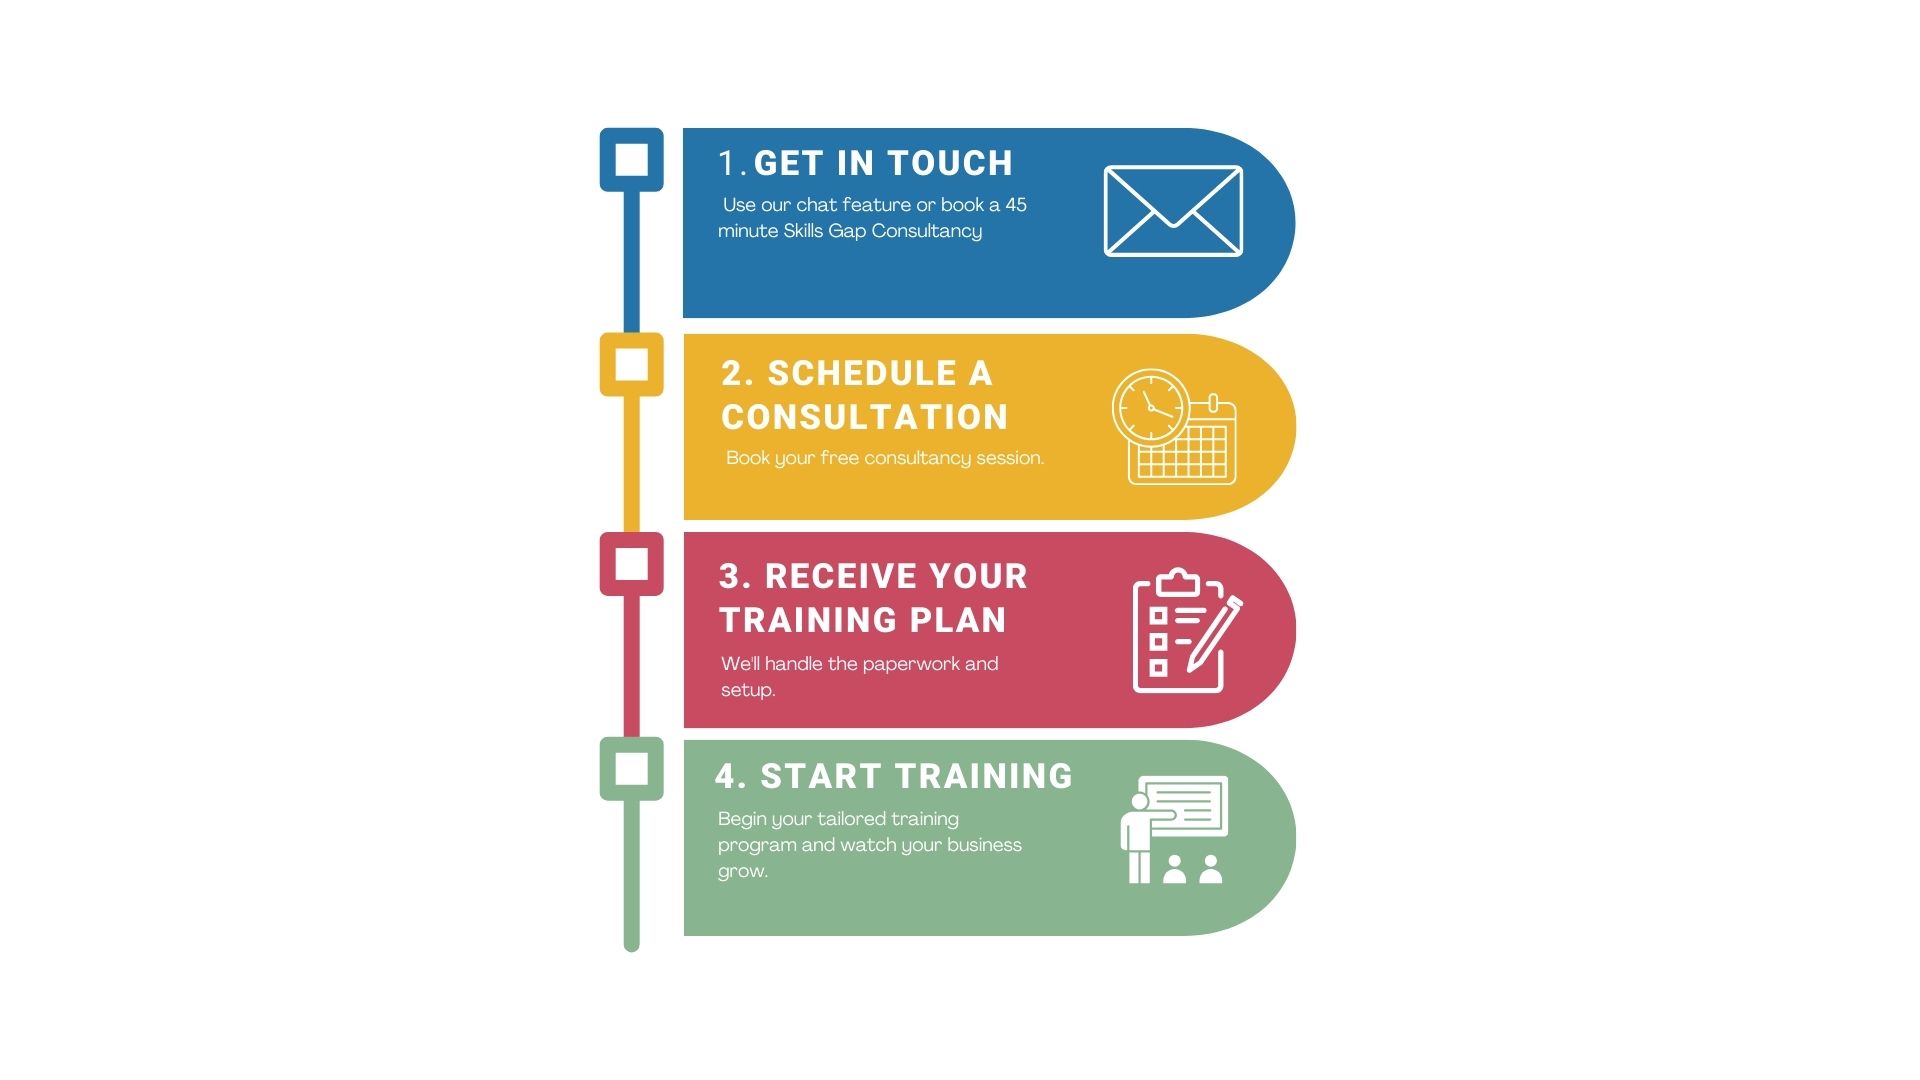 1. GET IN TOUCH
Use our chat feature or book a 45
minute Skills Gap Consultancy
2. SCHEDULE A
CONSULTATION
Book your free consultancy session.
3. RECEIVE YOUR
TRAINING PLAN
We'll handle the paperwork and
setup.
4. START TRAINING
Begin your tailored training
program and watch your business
grow.